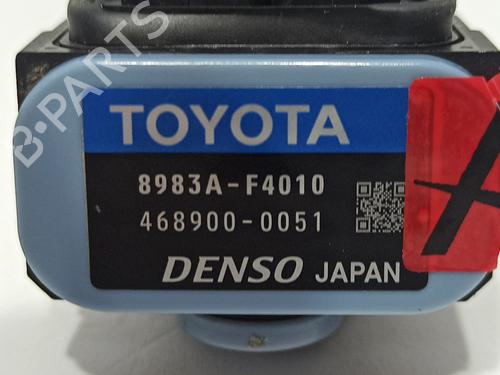 B-PARTS
TOYOTA
8983A-F4010
468900-0051
DENSO JAPAN